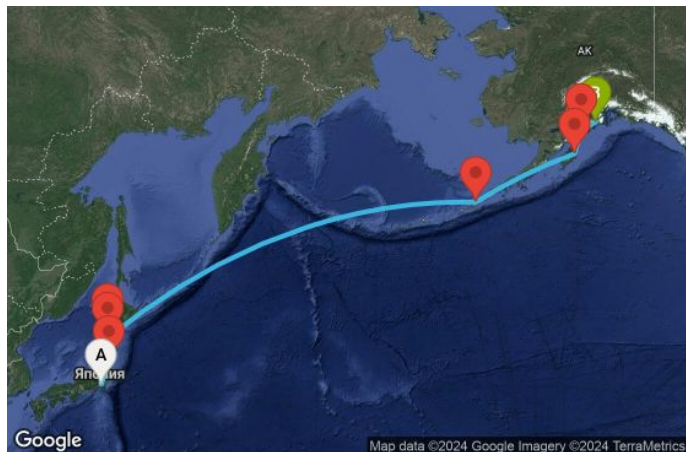 AK
B
A
Япония
Google
Map data ©2024 Google Imagery ©2024 TerraMetrics